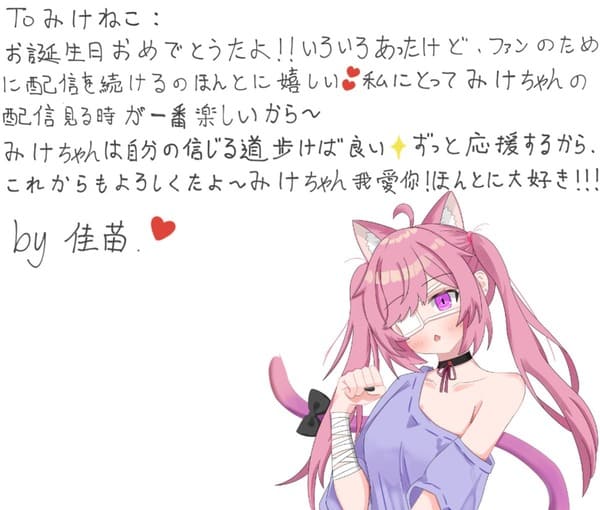 To みけねこ:
お誕生日おめでとうたよ!!いろいろあったけど、ファンのため
に配信を続けるのほんとに嬉しい💕私にとってみけちゃんの
配信見る時が一番楽しいから〜
みけちゃんは自分の信じる道歩けば良い✨ずっと応援するから、
これからもよろしくたよ〜みけちゃん我愛你!ほんとに大好き!!!
by 佳苗.❤